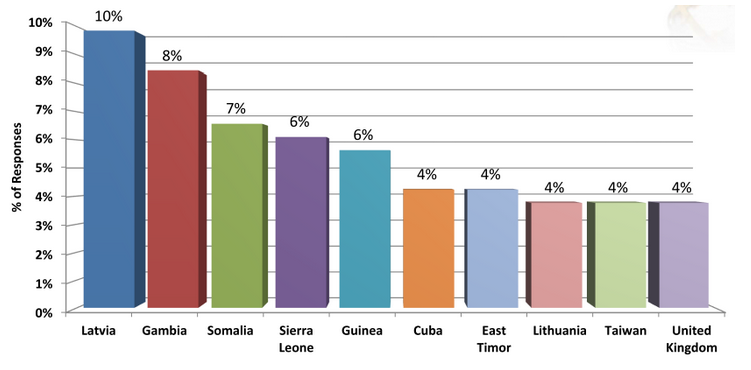 10%
10%
9%
8%
8%
7%
7%
6%
6%
6%
5%
4%
4%
4%
4%
4%
4%
3%
2%
1%
0%
% of Responses
Latvia
Gambia
Somalia
Sierra
Leone
Guinea
Cuba
East
Timor
Lithuania
Taiwan
United
Kingdom